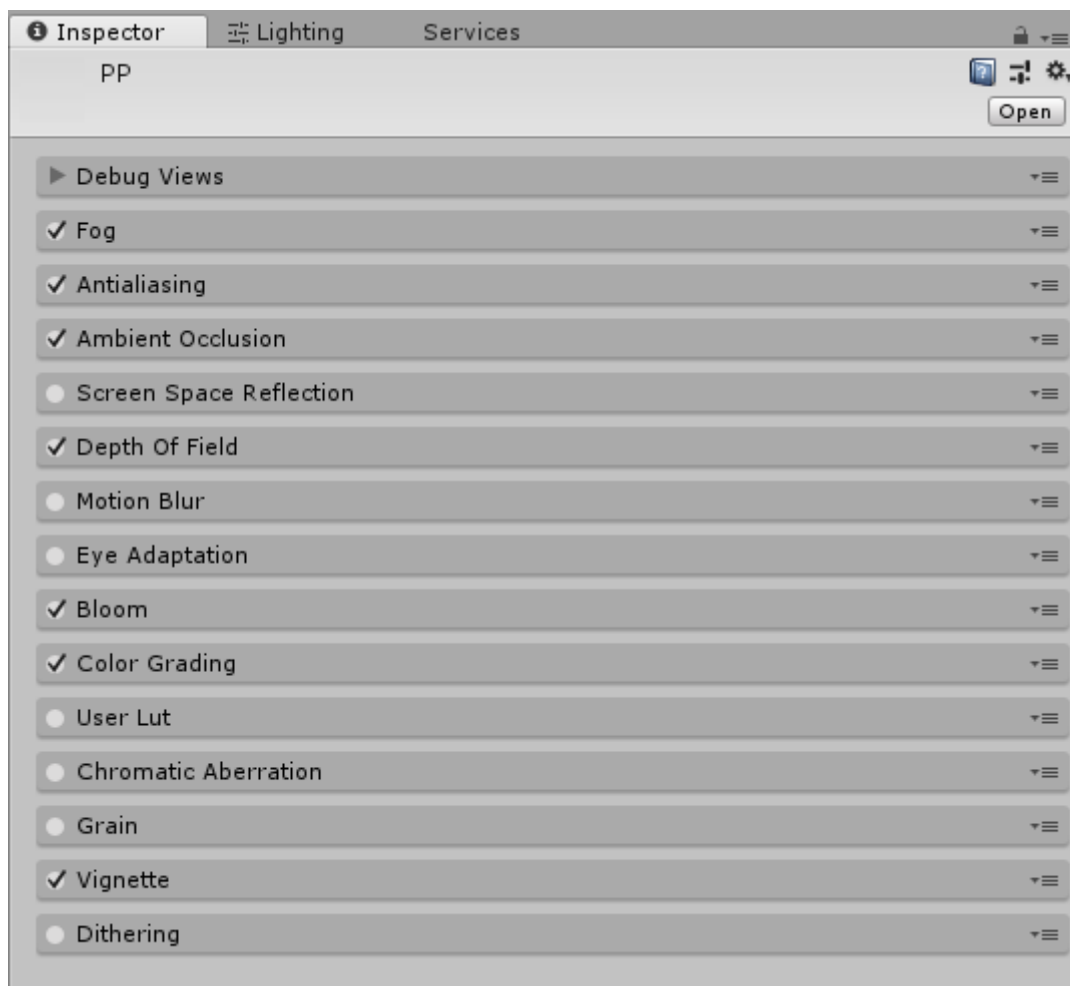 Inspector Lighting Services
PP
Open
Debug Views
Fog
Antialiasing
Ambient Occlusion
Screen Space Reflection
Depth Of Field
Motion Blur
Eye Adaptation
Bloom
Color Grading
User Lut
Chromatic Aberration
Grain
Vignette
Dithering